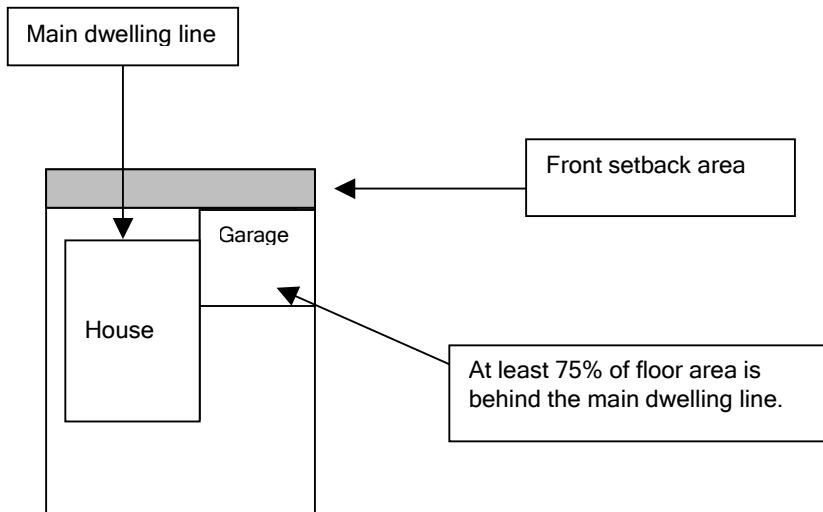 Main dwelling line
Front setback area
Garage
House
At least 75% of floor area is
behind the main dwelling line.